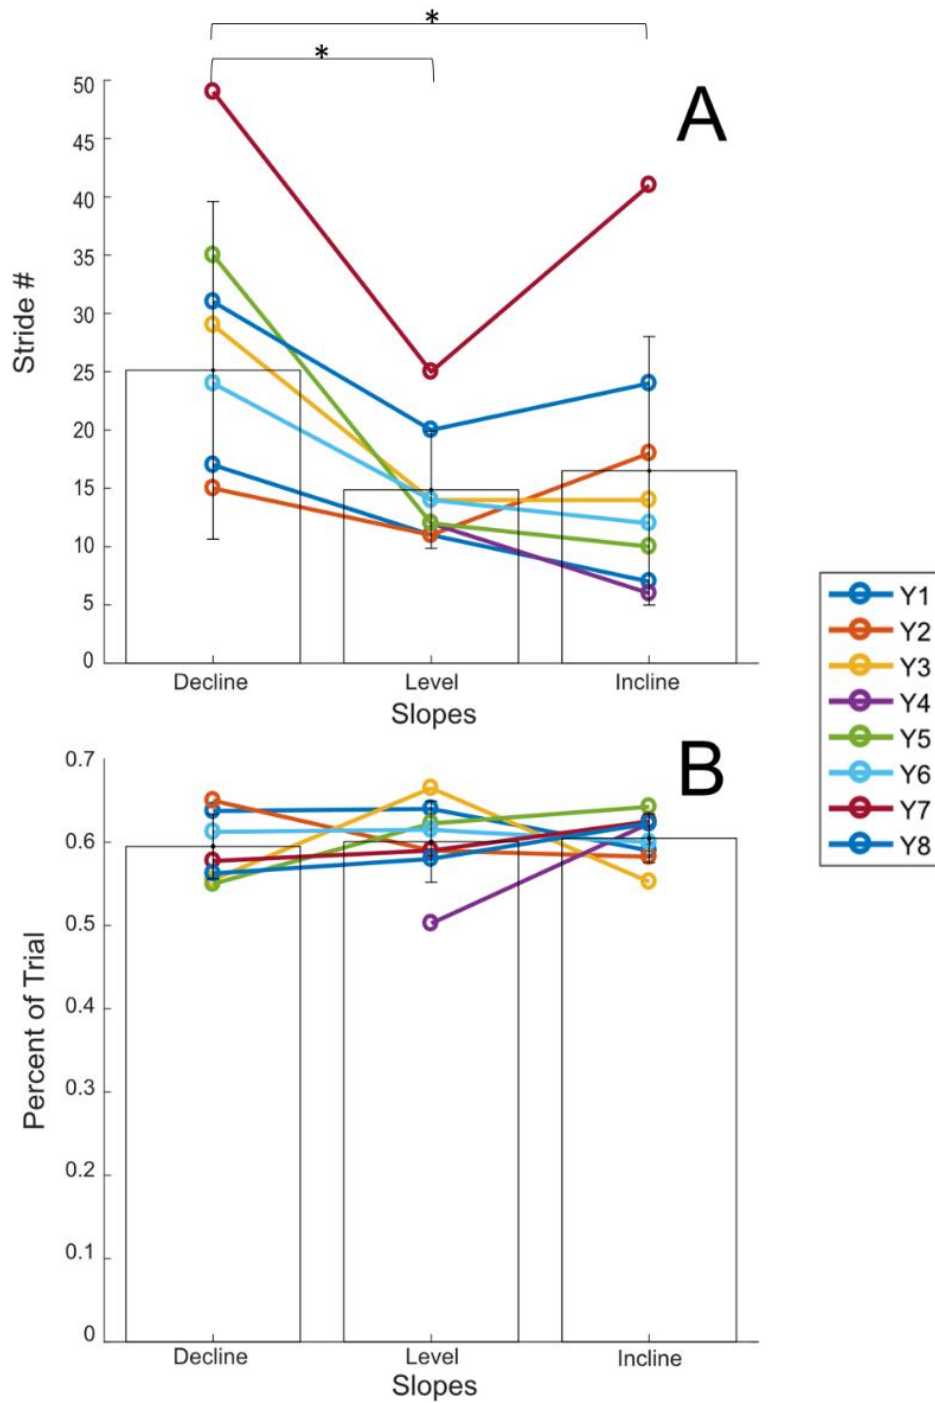 *
*
A
50
45
40
35
30
25
20
15
10
5
0
Stride #
Decline Level Incline
Slopes
Y1
Y2
Y3
Y4
Y5
Y6
Y7
Y8
B
0.7
0.6
0.5
0.4
0.3
0.2
0.1
0
Percent of Trial
Decline Level Incline
Slopes